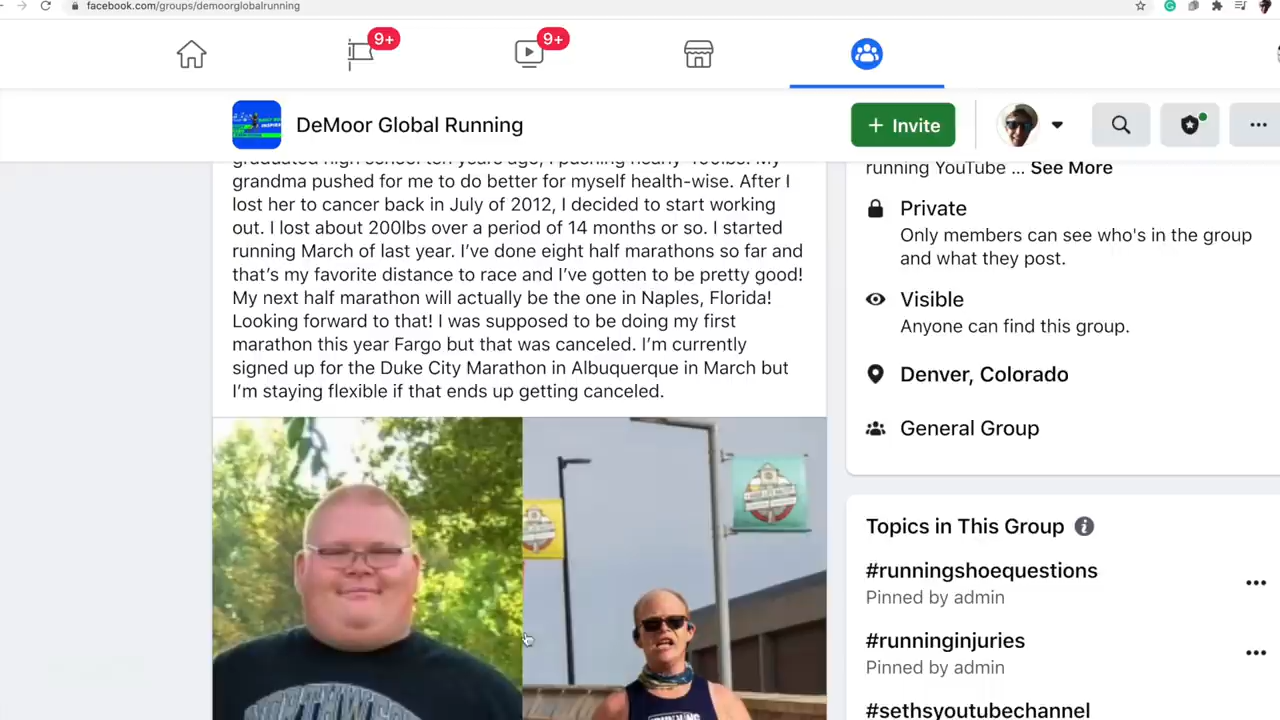 facebook.com/groups/demoorglobalrunning
9+
9+
DeMoor Global Running
+ Invite
grandma pushed for me to do better for myself health-wise. After I
lost her to cancer back in July of 2012, I decided to start working
out. I lost about 200lbs over a period of 14 months or so. I started
running March of last year. I’ve done eight half marathons so far and
that’s my favorite distance to race and I’ve gotten to be pretty good!
My next half marathon will actually be the one in Naples, Florida!
Looking forward to that! I was supposed to be doing my first
marathon this year Fargo but that was canceled. I’m currently
signed up for the Duke City Marathon in Albuquerque in March but
I’m staying flexible if that ends up getting canceled.
running YouTube ... See More
Private
Only members can see who's in the group
and what they post.
Visible
Anyone can find this group.
Denver, Colorado
General Group
Topics in This Group
#runningshoequestions
Pinned by admin
#runninginjuries
Pinned by admin
#sethsyoutubechannel